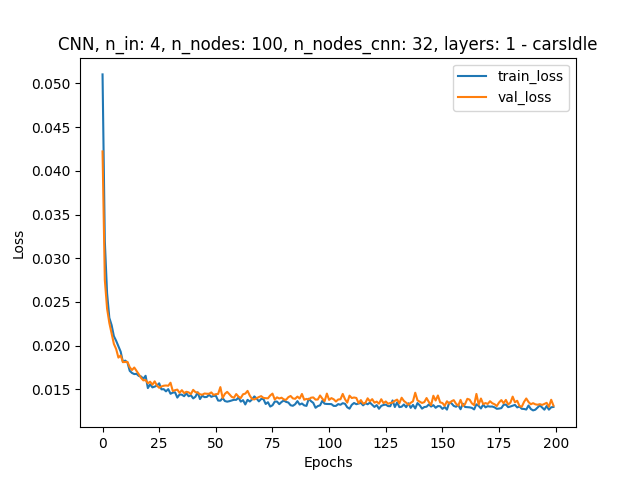 CNN, n_in: 4, n_nodes: 100, n_nodes_cnn: 32, layers: 1 - carsIdle
train_loss
val_loss
0.050
0.045
0.040
0.035
0.030
0.025
0.020
0.015
Loss
0 25 50 75 100 125 150 175 200
Epochs